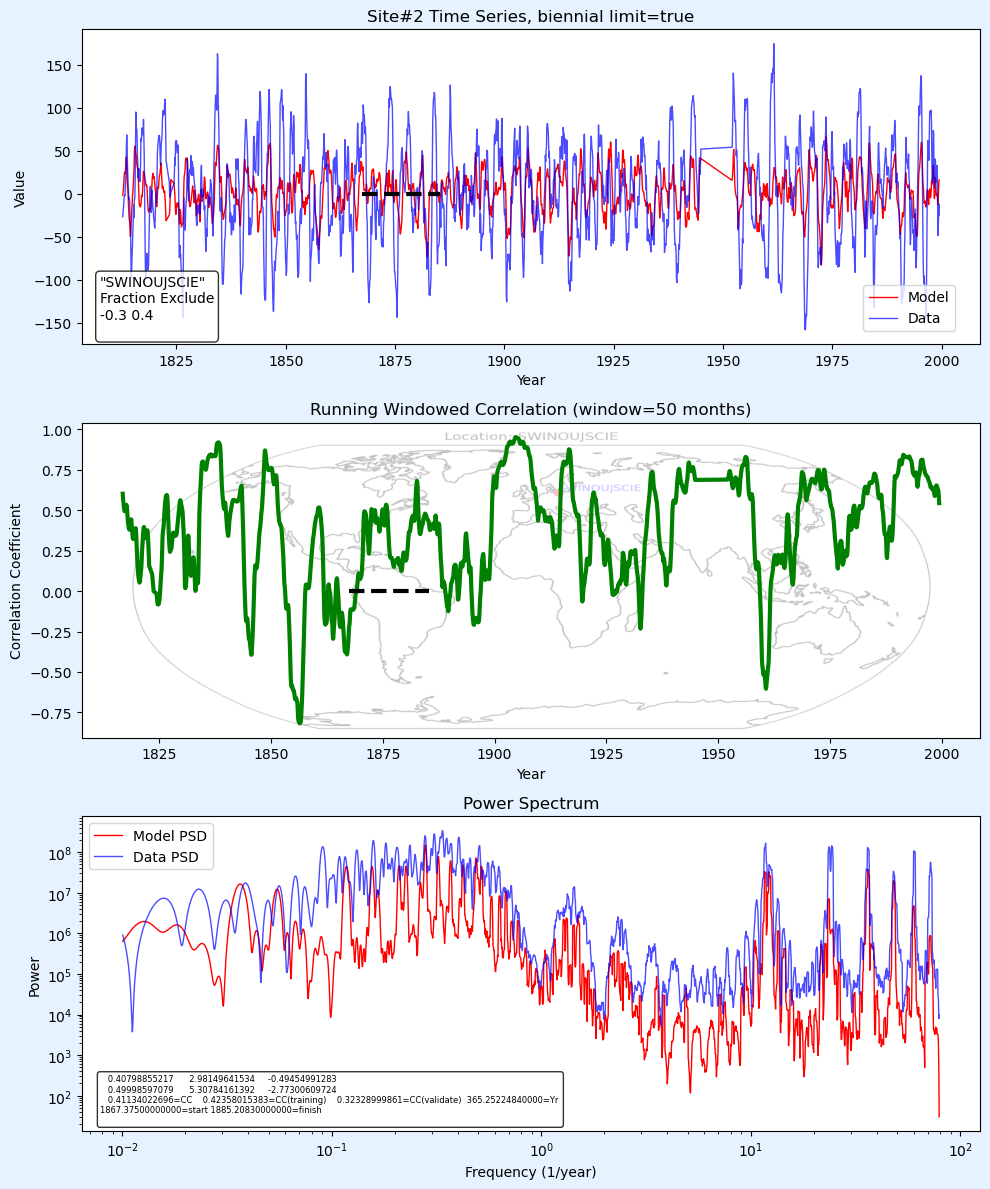 Site#2 Time Series, biennial limit=true
150
100
50
0
−50
−100
−150
Value
"SWINOUJSCIE"
Fraction Exclude
-0.3 0.4
Model
Data
1825 1850 1875 1900 1925 1950 1975 2000
Year
Running Windowed Correlation (window=50 months)
Location: SWINOUJSCIE
SWINOUJSCIE
1.00
0.75
0.50
0.25
0.00
−0.25
−0.50
−0.75
Correlation Coefficient
1825 1850 1875 1900 1925 1950 1975 2000
Year
Power Spectrum
Model PSD
Data PSD
10⁸
10⁷
10⁶
10⁵
10⁴
10³
10²
Power
0.40798855217 2.98149641534 -0.49454991283
0.49998597079 5.30784161392 -2.77300609724
0.41134022696=CC 0.42358015383=CC(training) 0.32328999861=CC(validate) 365.25224840000=Yr
1867.37500000000=start 1885.20830000000=finish
10⁻² 10⁻¹ 10⁰ 10¹ 10²
Frequency (1/year)